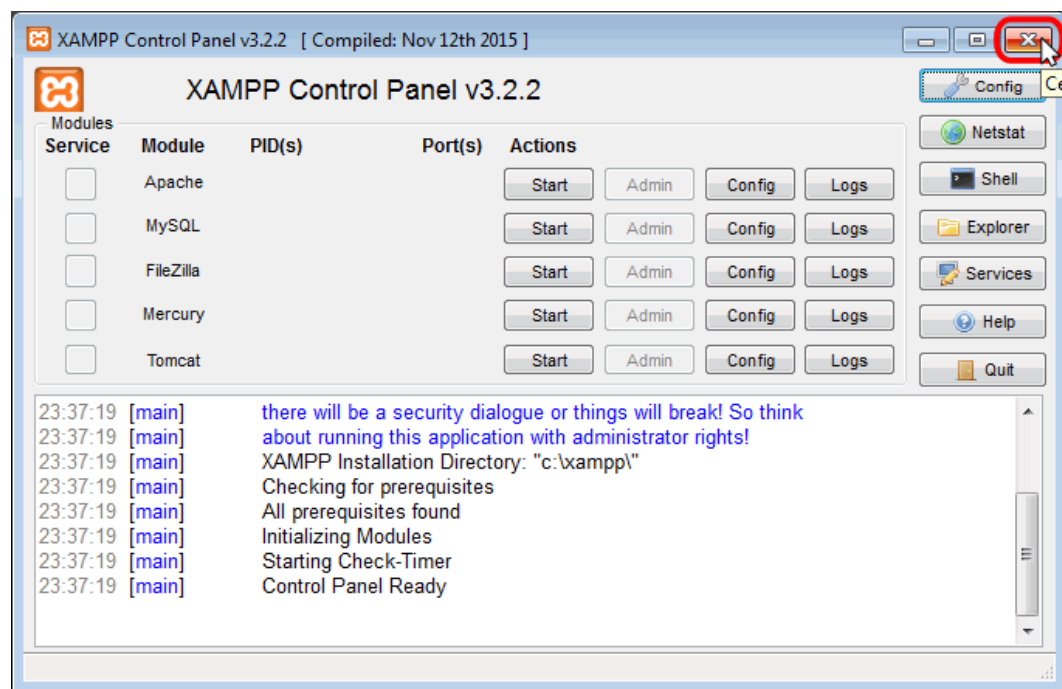 XAMPP Control Panel v3.2.2 [ Compiled: Nov 12th 2015 ]
XAMPP Control Panel v3.2.2
Config
Ce
Modules
Service Module PID(s) Port(s) Actions
Netstat
Apache Start Admin Config Logs
Shell
MySQL Start Admin Config Logs
Explorer
FileZilla Start Admin Config Logs
Services
Mercury Start Admin Config Logs
Help
Tomcat Start Admin Config Logs
Quit
23:37:19 [main] there will be a security dialogue or things will break! So think
23:37:19 [main] about running this application with administrator rights!
23:37:19 [main] XAMPP Installation Directory: "c:\xampp\"
23:37:19 [main] Checking for prerequisites
23:37:19 [main] All prerequisites found
23:37:19 [main] Initializing Modules
23:37:19 [main] Starting Check-Timer
23:37:19 [main] Control Panel Ready